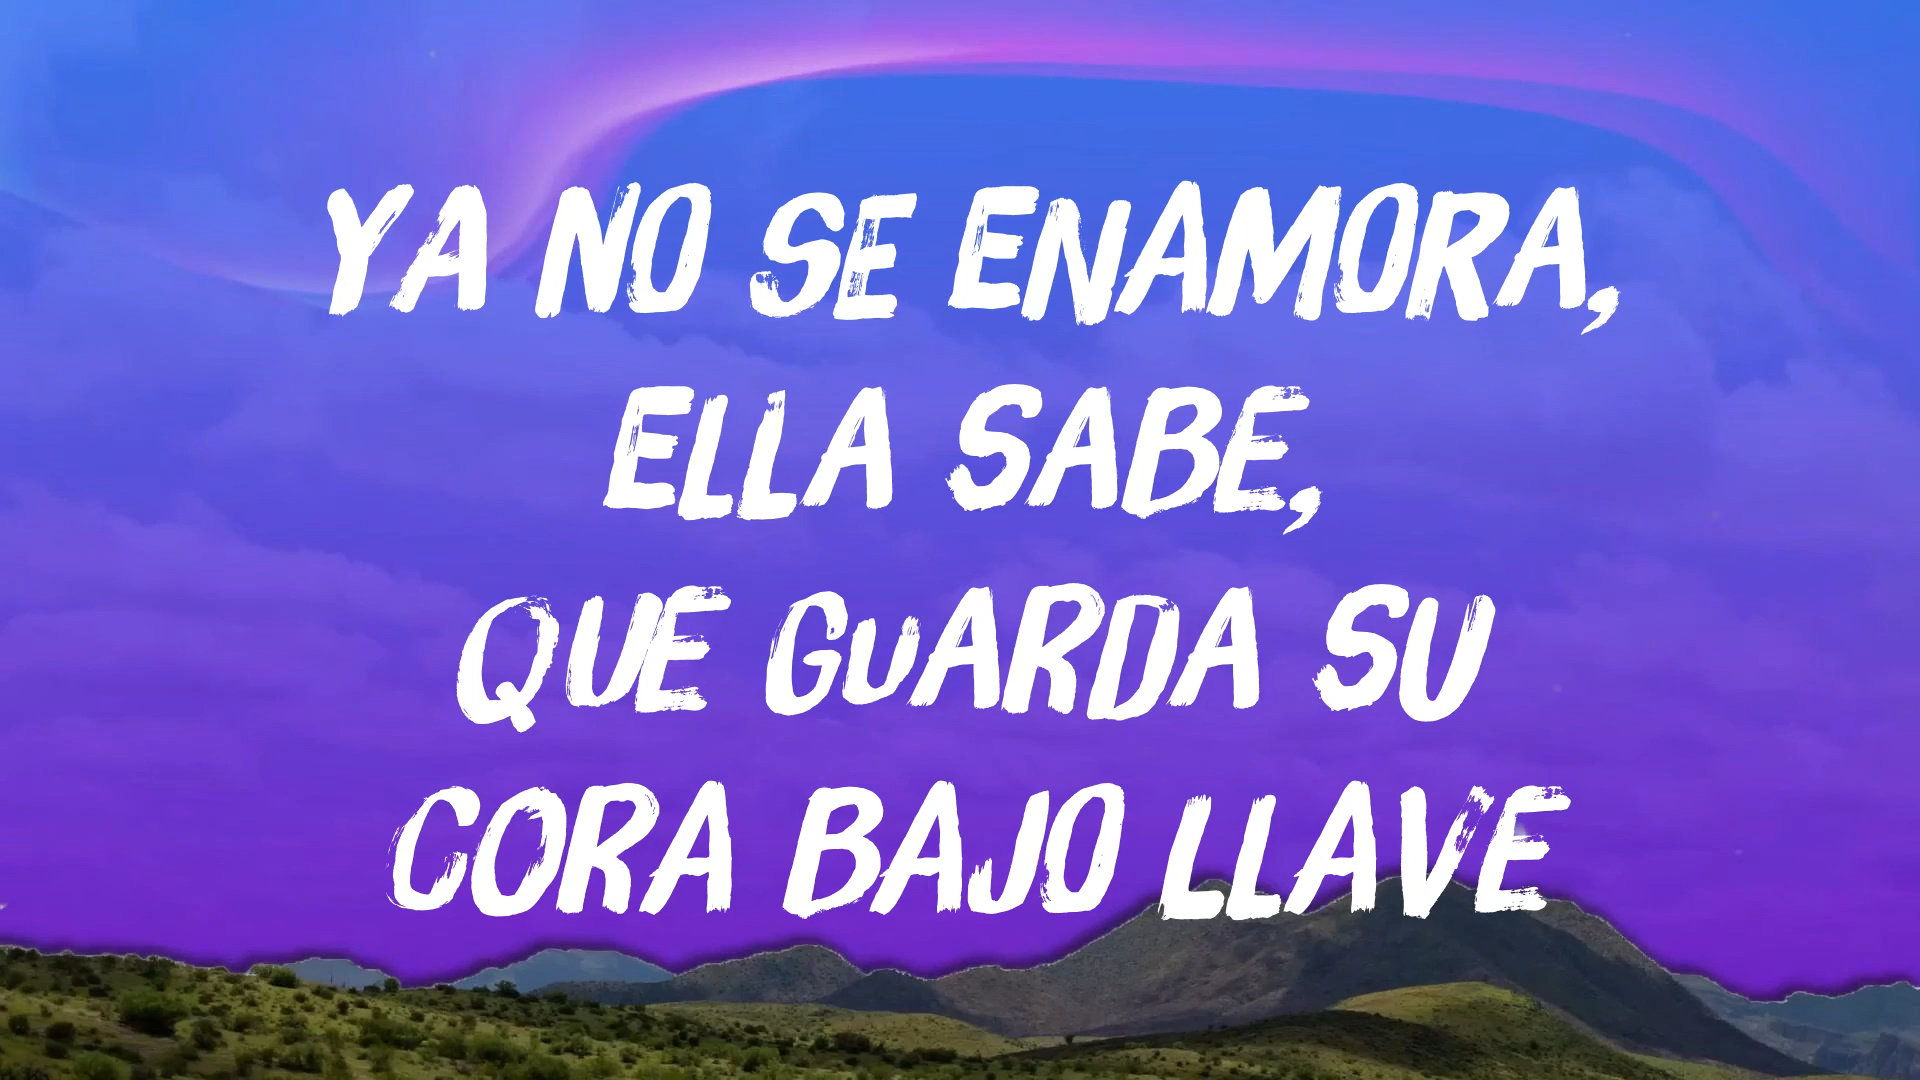 YA NO SE ENAMORA,
ELLA SABE,
QUE GUARDA SU
CORA BAJO LLAVE